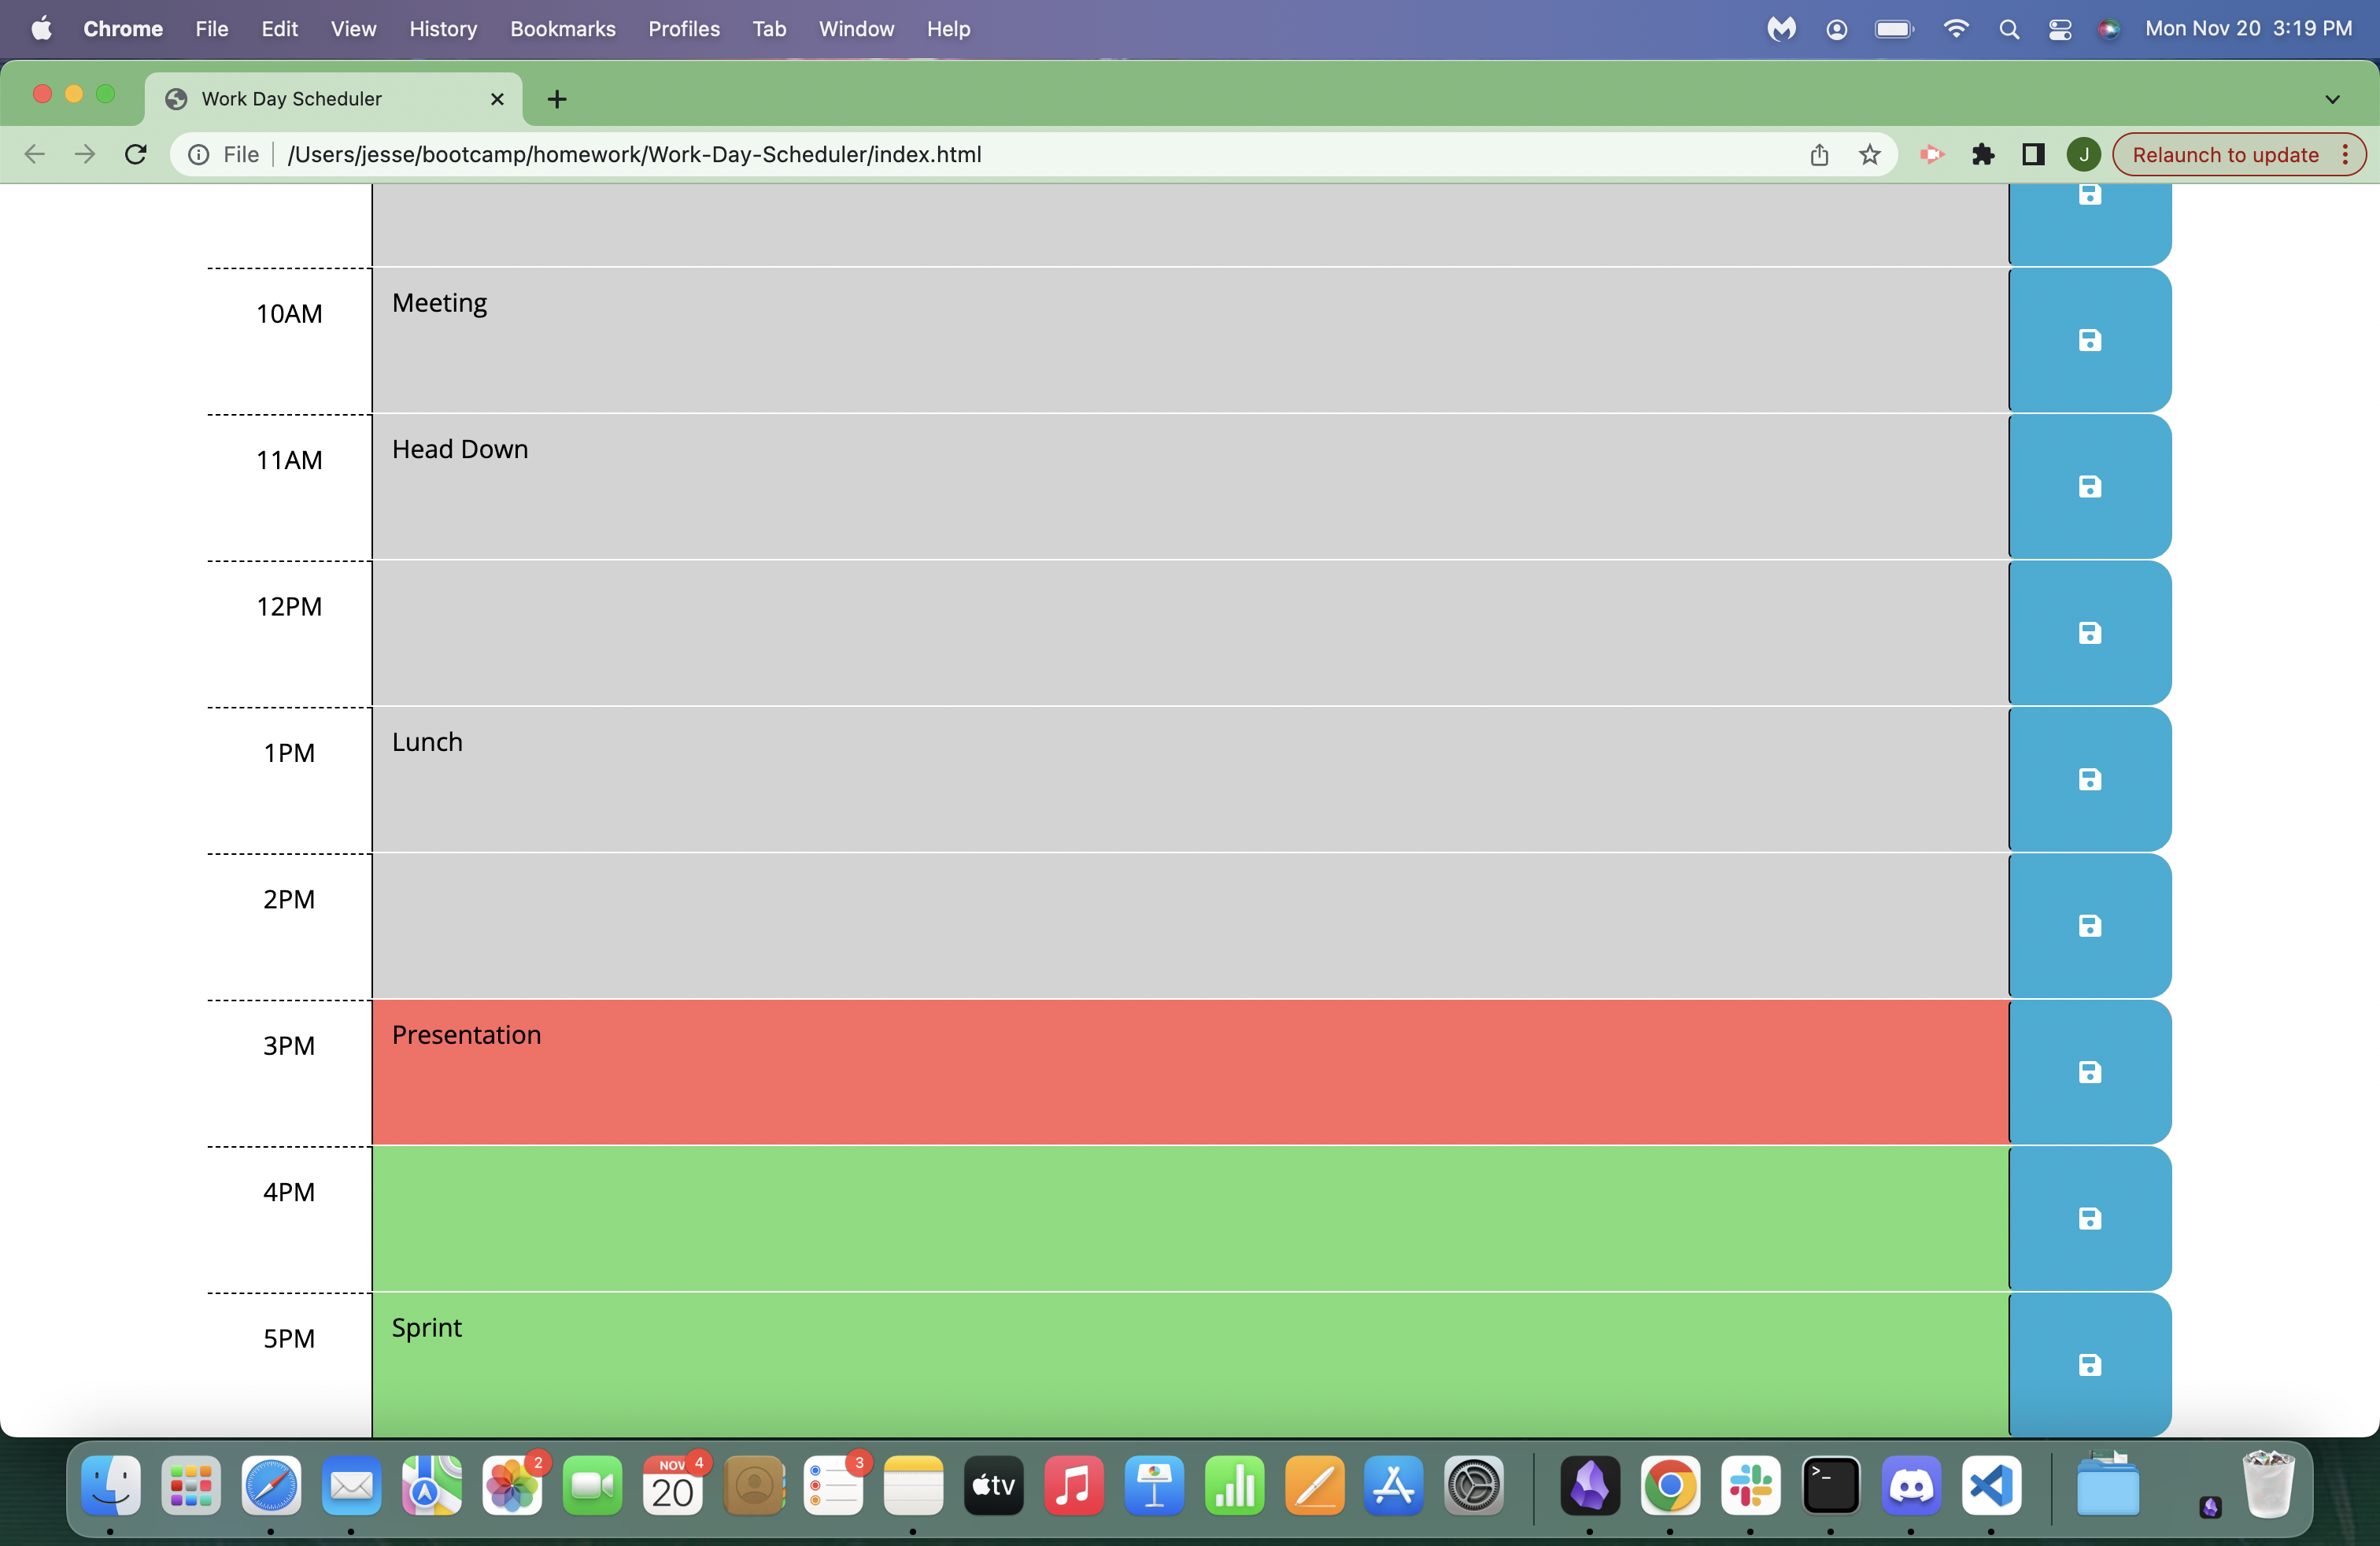 Chrome File Edit View History Bookmarks Profiles Tab Window Help Mon Nov 20 3:19 PM
Work Day Scheduler
File /Users/jesse/bootcamp/homework/Work-Day-Scheduler/index.html J Relaunch to update
10AM Meeting
11AM Head Down
12PM
1PM Lunch
2PM
3PM Presentation
4PM
5PM Sprint
2 NOV 4 3
20 tv >_